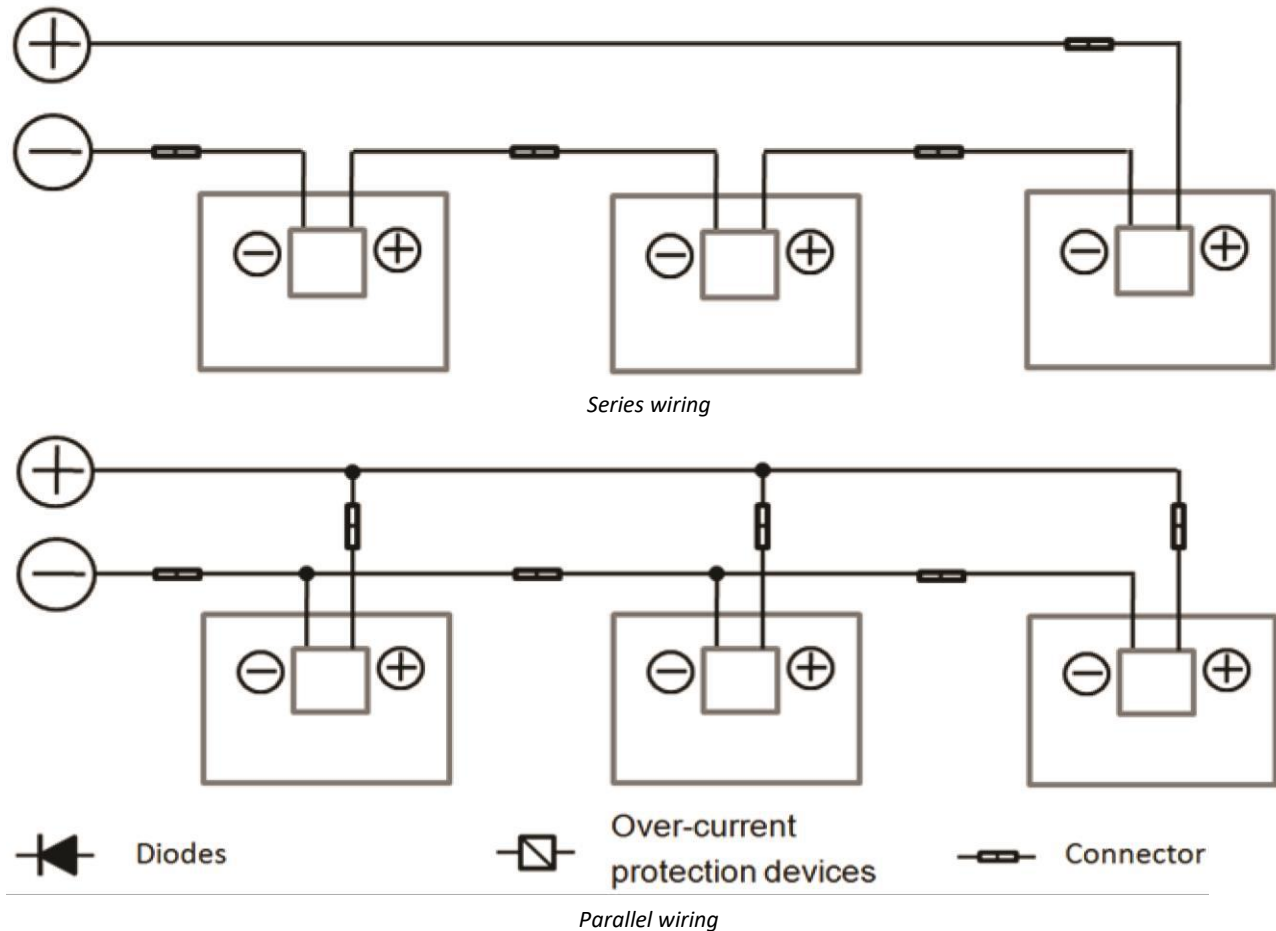 Series wiring
Diodes
Over-current
protection devices
Connector
Parallel wiring